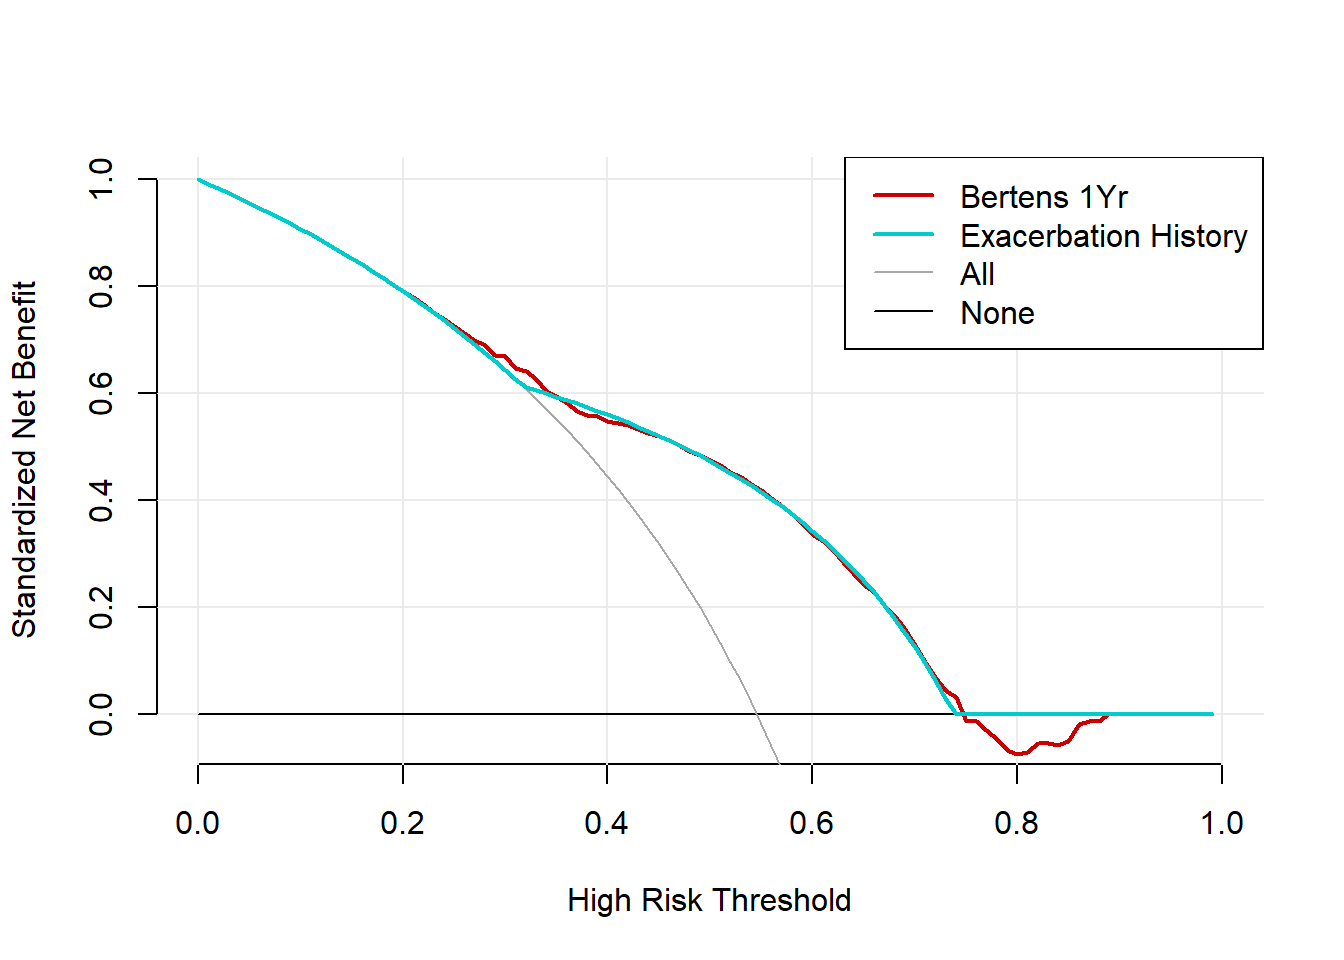 Bertens 1Yr
Exacerbation History
All
None
Standardized Net Benefit
1.0
0.8
0.6
0.4
0.2
0.0
0.0 0.2 0.4 0.6 0.8 1.0
High Risk Threshold